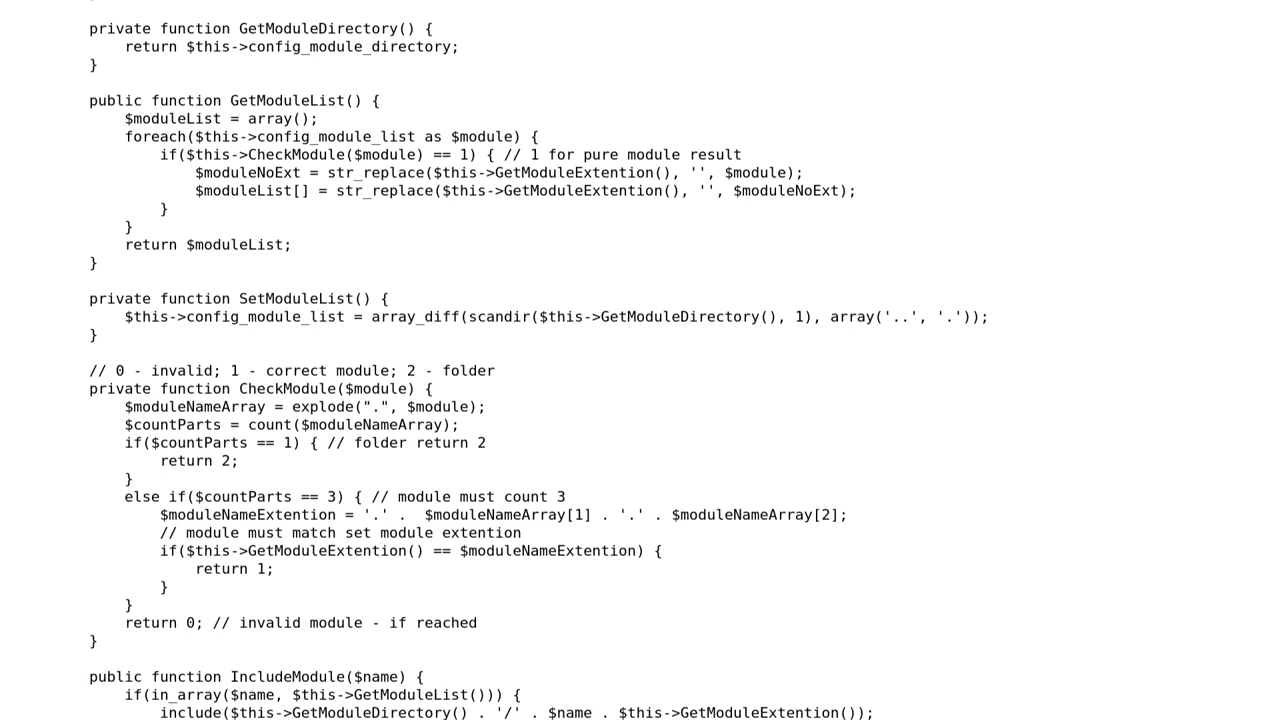 private function GetModuleDirectory() {
return $this->config_module_directory;
}
public function GetModuleList() {
$moduleList = array();
foreach($this->config_module_list as $module) {
if($this->CheckModule($module) == 1) { // 1 for pure module result
$moduleNoExt = str_replace($this->GetModuleExtention(), '', $module);
$moduleList[] = str_replace($this->GetModuleExtention(), '', $moduleNoExt);
}
}
return $moduleList;
}
private function SetModuleList() {
$this->config_module_list = array_diff(scandir($this->GetModuleDirectory(), 1), array('..', '.'));
}
// 0 - invalid; 1 - correct module; 2 - folder
private function CheckModule($module) {
$moduleNameArray = explode(".", $module);
$countParts = count($moduleNameArray);
if($countParts == 1) { // folder return 2
return 2;
}
else if($countParts == 3) { // module must count 3
$moduleNameExtention = '.' .  $moduleNameArray[1] . '.' . $moduleNameArray[2];
// module must match set module extention
if($this->GetModuleExtention() == $moduleNameExtention) {
return 1;
}
}
return 0; // invalid module - if reached
}
public function IncludeModule($name) {
if(in_array($name, $this->GetModuleList())) {
include($this->GetModuleDirectory() . '/' . $name . $this->GetModuleExtention());